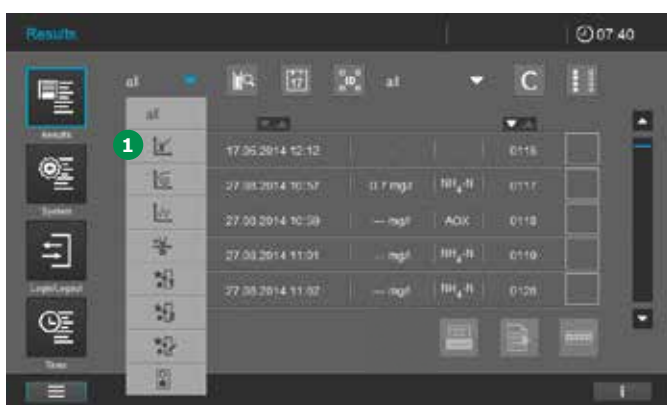 Results
07:40
all
17
ID
all
C
all
1
Results
17.06.2014 12:12 0116
27.08.2014 10:57 0.7 mg/l NH4-N 0117
System
27.08.2014 10:59 --- mg/l AOX 0118
27.08.2014 11:01 --- mg/l NH4-N 0119
Login/Logout
27.08.2014 11:02 --- mg/l NH4-N 0120
Timer
i